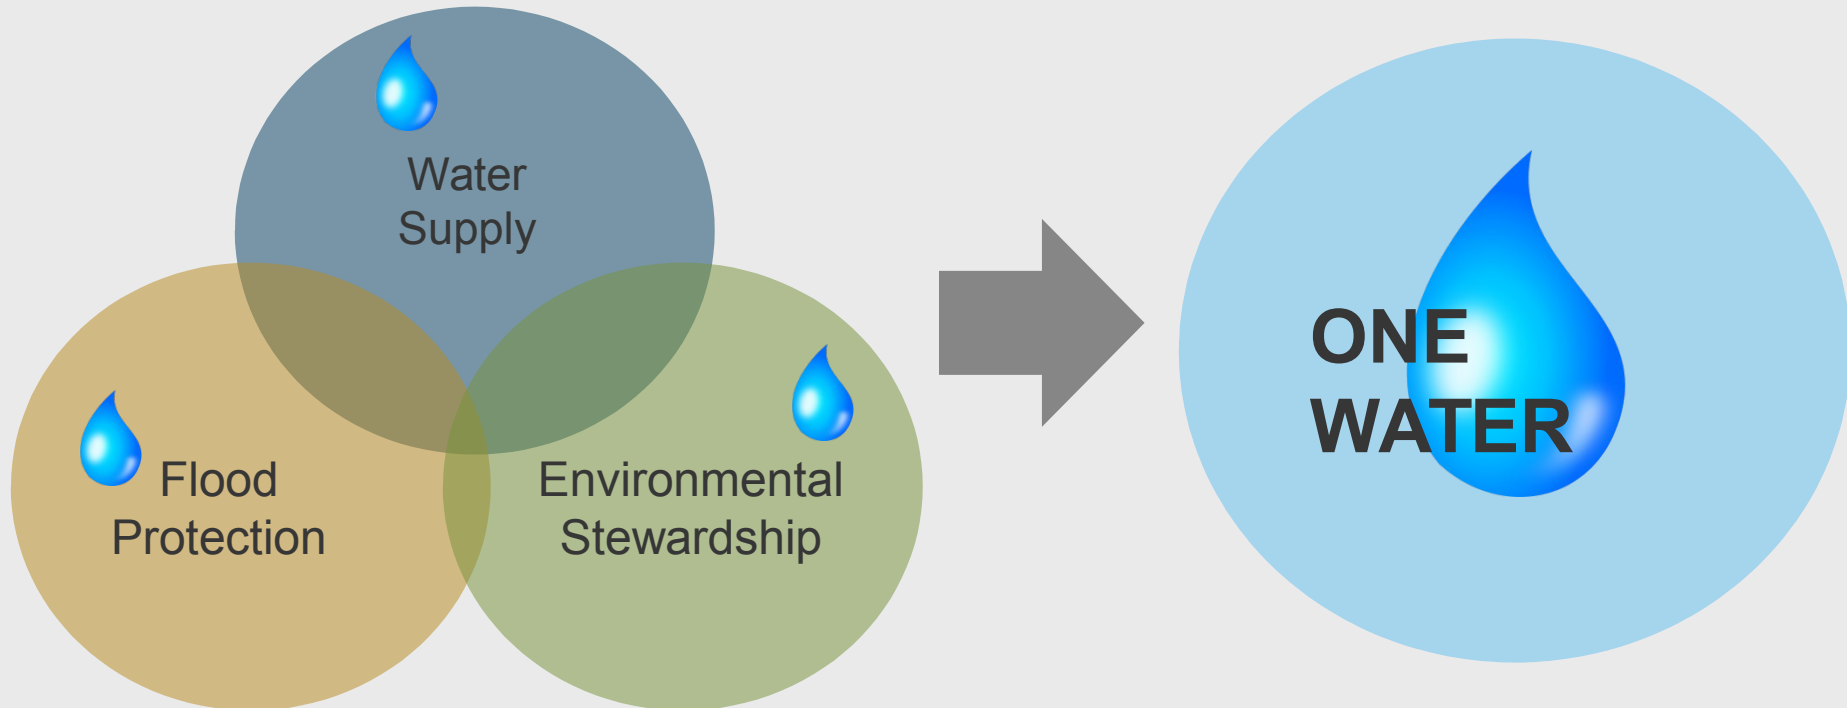 Water
Supply
Flood
Protection
Environmental
Stewardship
ONE
WATER